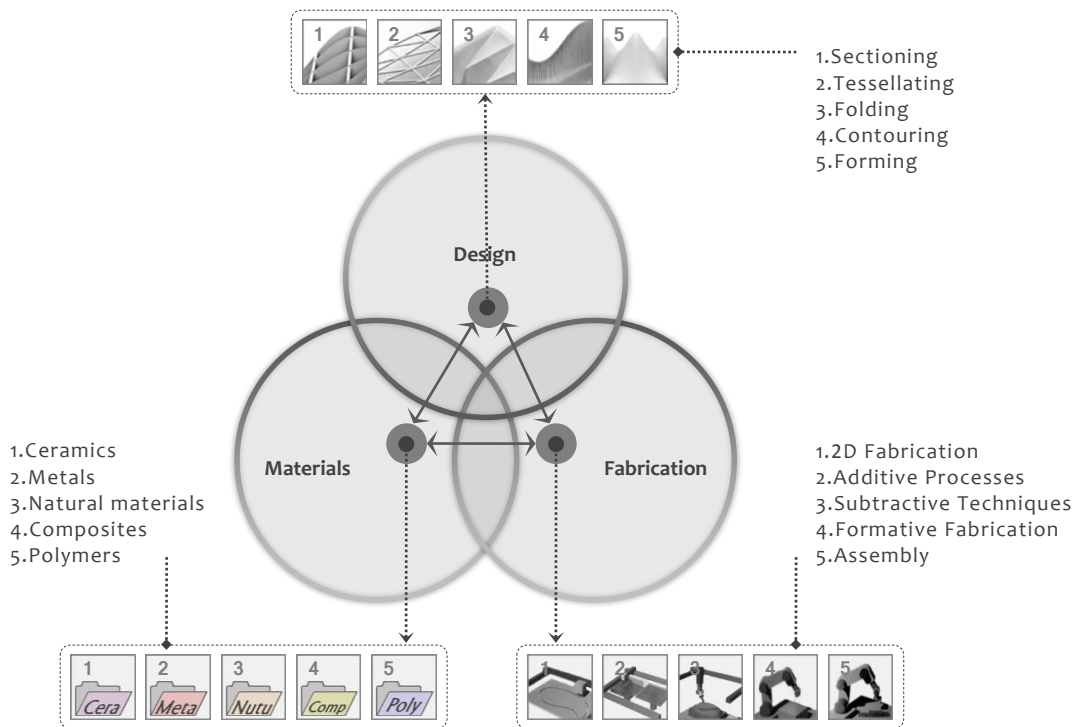 1 2 3 4 5
1.Sectioning
2.Tessellating
3.Folding
4.Contouring
5.Forming
Design
Materials
Fabrication
1.Ceramics
2.Metals
3.Natural materials
4.Composites
5.Polymers
1.2D Fabrication
2.Additive Processes
3.Subtractive Techniques
4.Formative Fabrication
5.Assembly
1 2 3 4 5
Cera Meta Nutu Comp Poly
1 2 3 4 5